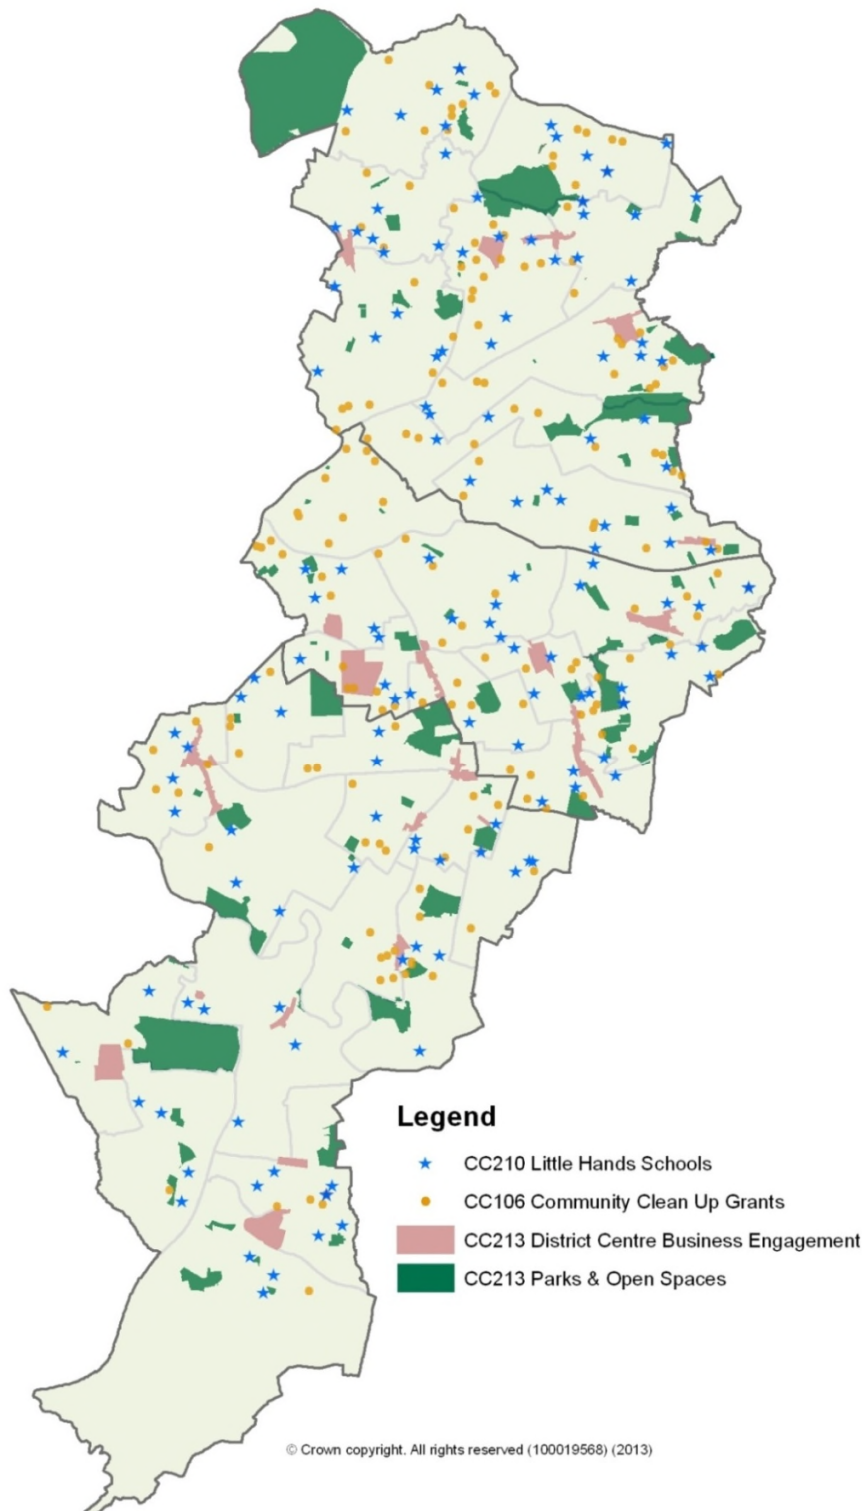 Legend
CC210 Little Hands Schools
CC106 Community Clean Up Grants
CC213 District Centre Business Engagement
CC213 Parks & Open Spaces
© Crown copyright. All rights reserved (100019568) (2013)